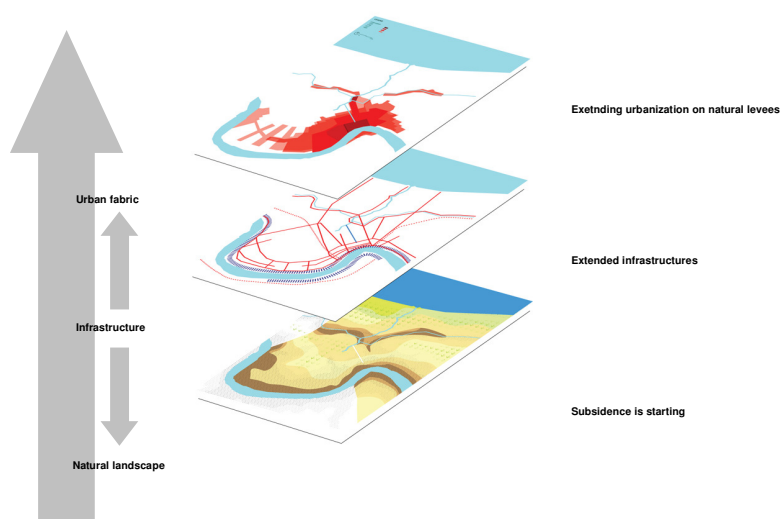 Exetnding urbanization on natural levees
Urban fabric
Extended infrastructures
Infrastructure
Subsidence is starting
Natural landscape